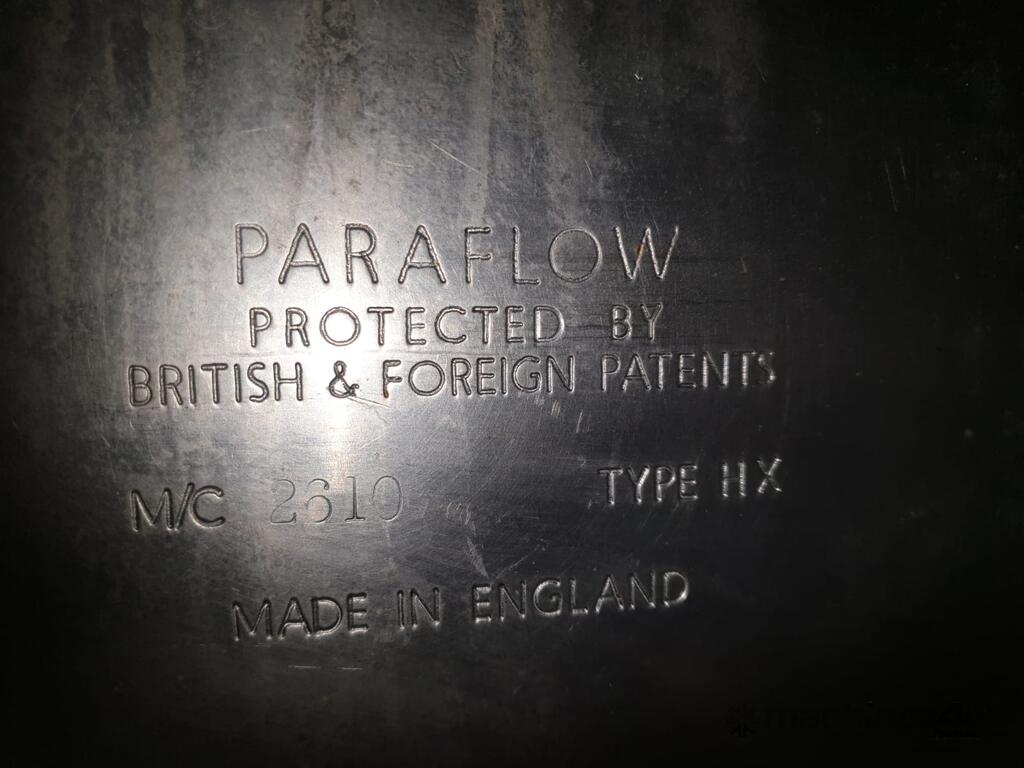 PARAFLOW
PROTECTED BY
BRITISH & FOREIGN PATENTS
M/C 2610 TYPE HX
MADE IN ENGLAND